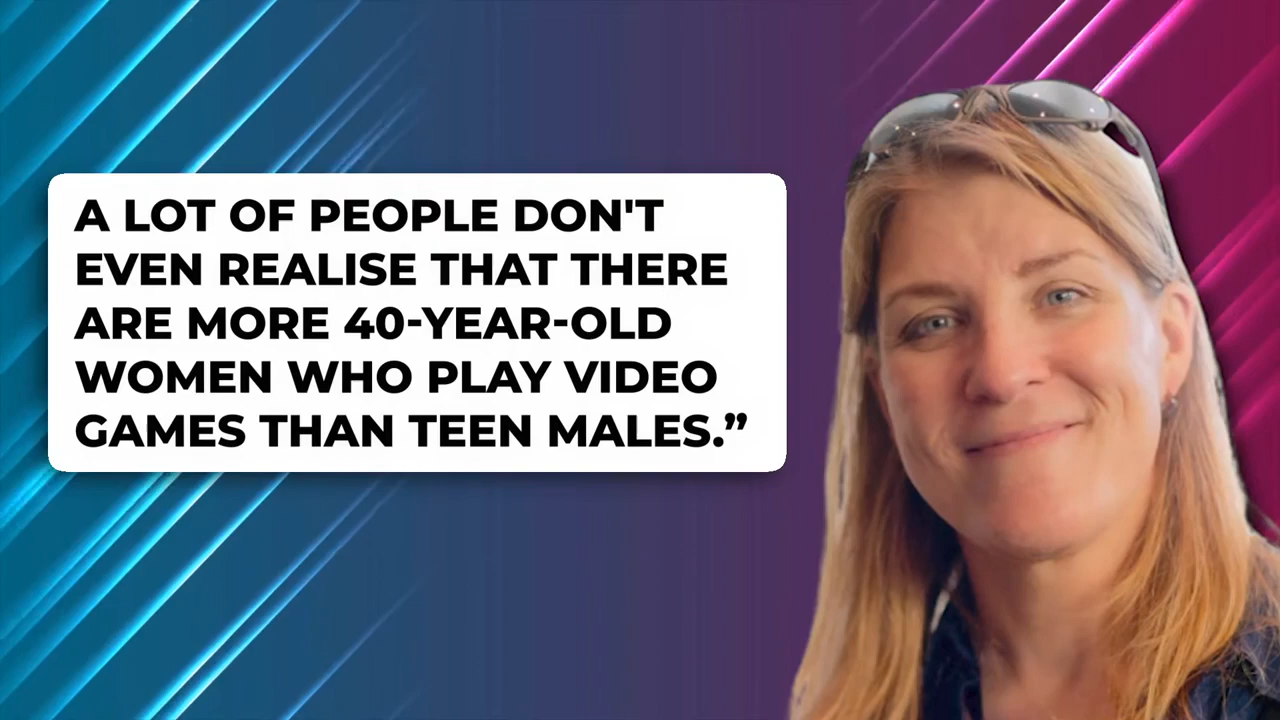 A LOT OF PEOPLE DON'T
EVEN REALISE THAT THERE
ARE MORE 40-YEAR-OLD
WOMEN WHO PLAY VIDEO
GAMES THAN TEEN MALES.”